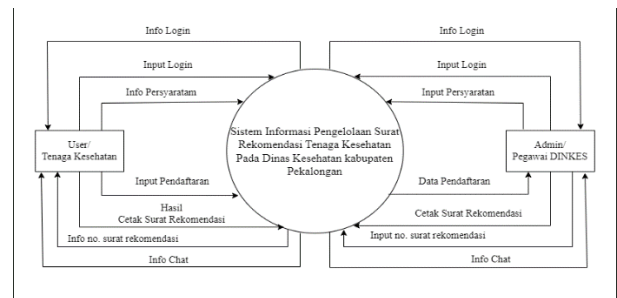 Info Login
Info Login
Input Login
Input Login
Info Persyaratam
Input Persyaratan
User/
Tenaga Kesehatan
Sistem Informasi Pengelolaan Surat
Rekomendasi Tenaga Kesehatan
Pada Dinas Kesehatan kabupaten
Pekalongan
Admin/
Pegawai DINKES
Input Pendaftaran
Data Pendaftaran
Hasil
Cetak Surat Rekomendasi
Cetak Surat Rekomendasi
Info no. surat rekomendasi
Input no. surat rekomendasi
Info Chat
Info Chat